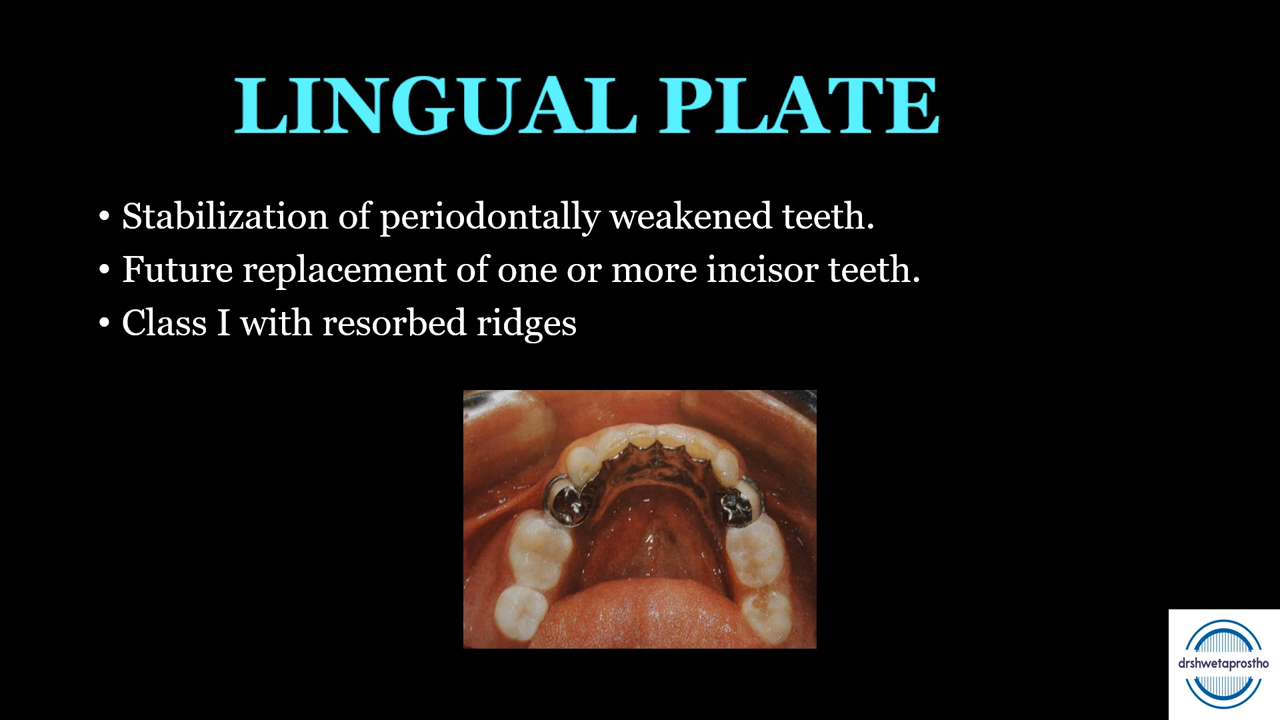 LINGUAL PLATE
• Stabilization of periodontally weakened teeth.
• Future replacement of one or more incisor teeth.
• Class I with resorbed ridges
drshwetaprostho